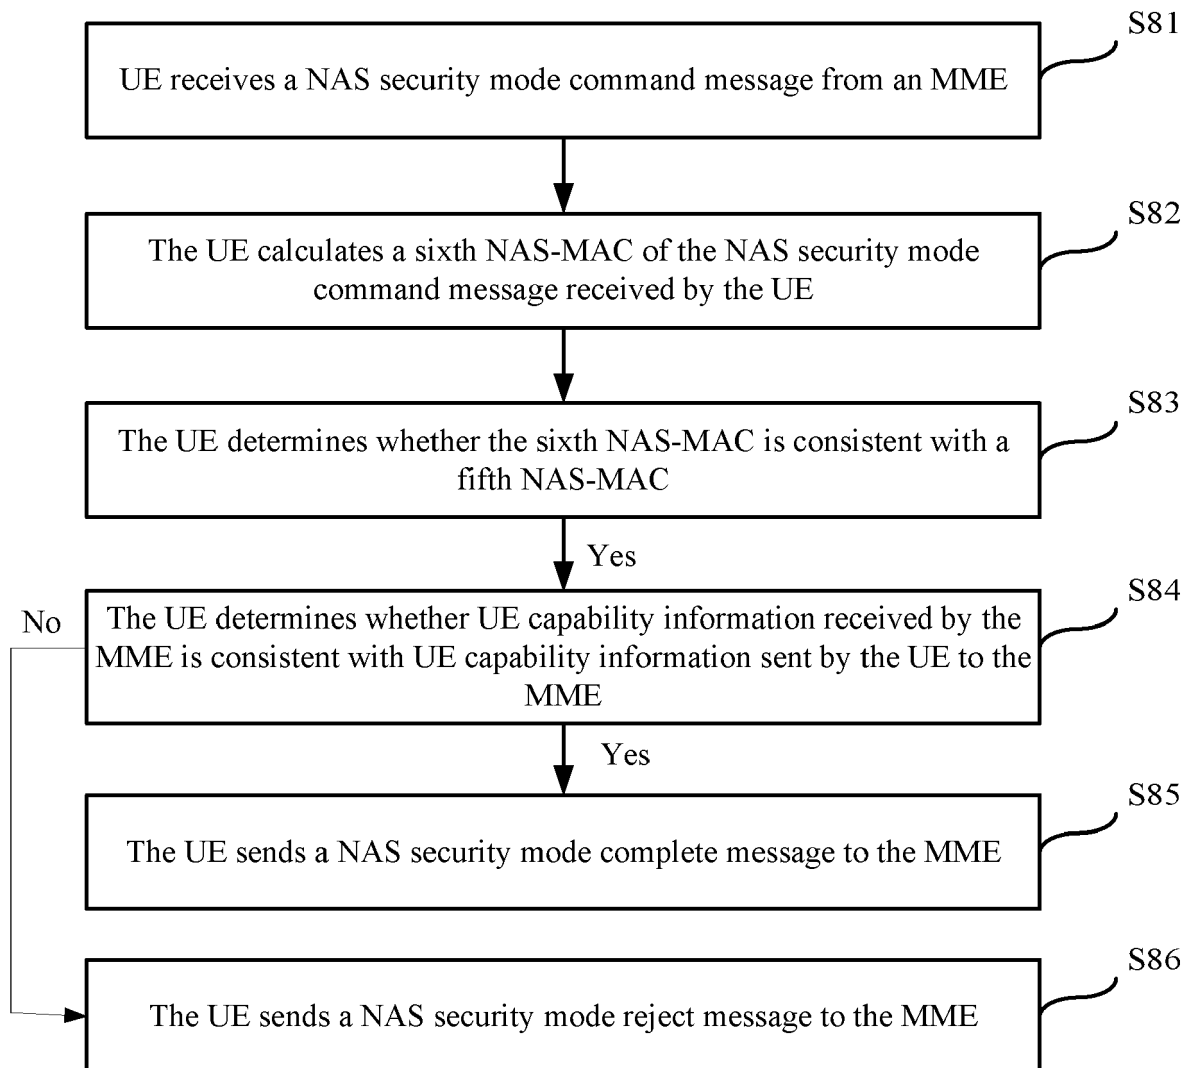 S81
UE receives a NAS security mode command message from an MME
S82
The UE calculates a sixth NAS-MAC of the NAS security mode
command message received by the UE
S83
The UE determines whether the sixth NAS-MAC is consistent with a
fifth NAS-MAC
Yes
S84
The UE determines whether UE capability information received by the
MME is consistent with UE capability information sent by the UE to the
MME
No
Yes
S85
The UE sends a NAS security mode complete message to the MME
S86
The UE sends a NAS security mode reject message to the MME